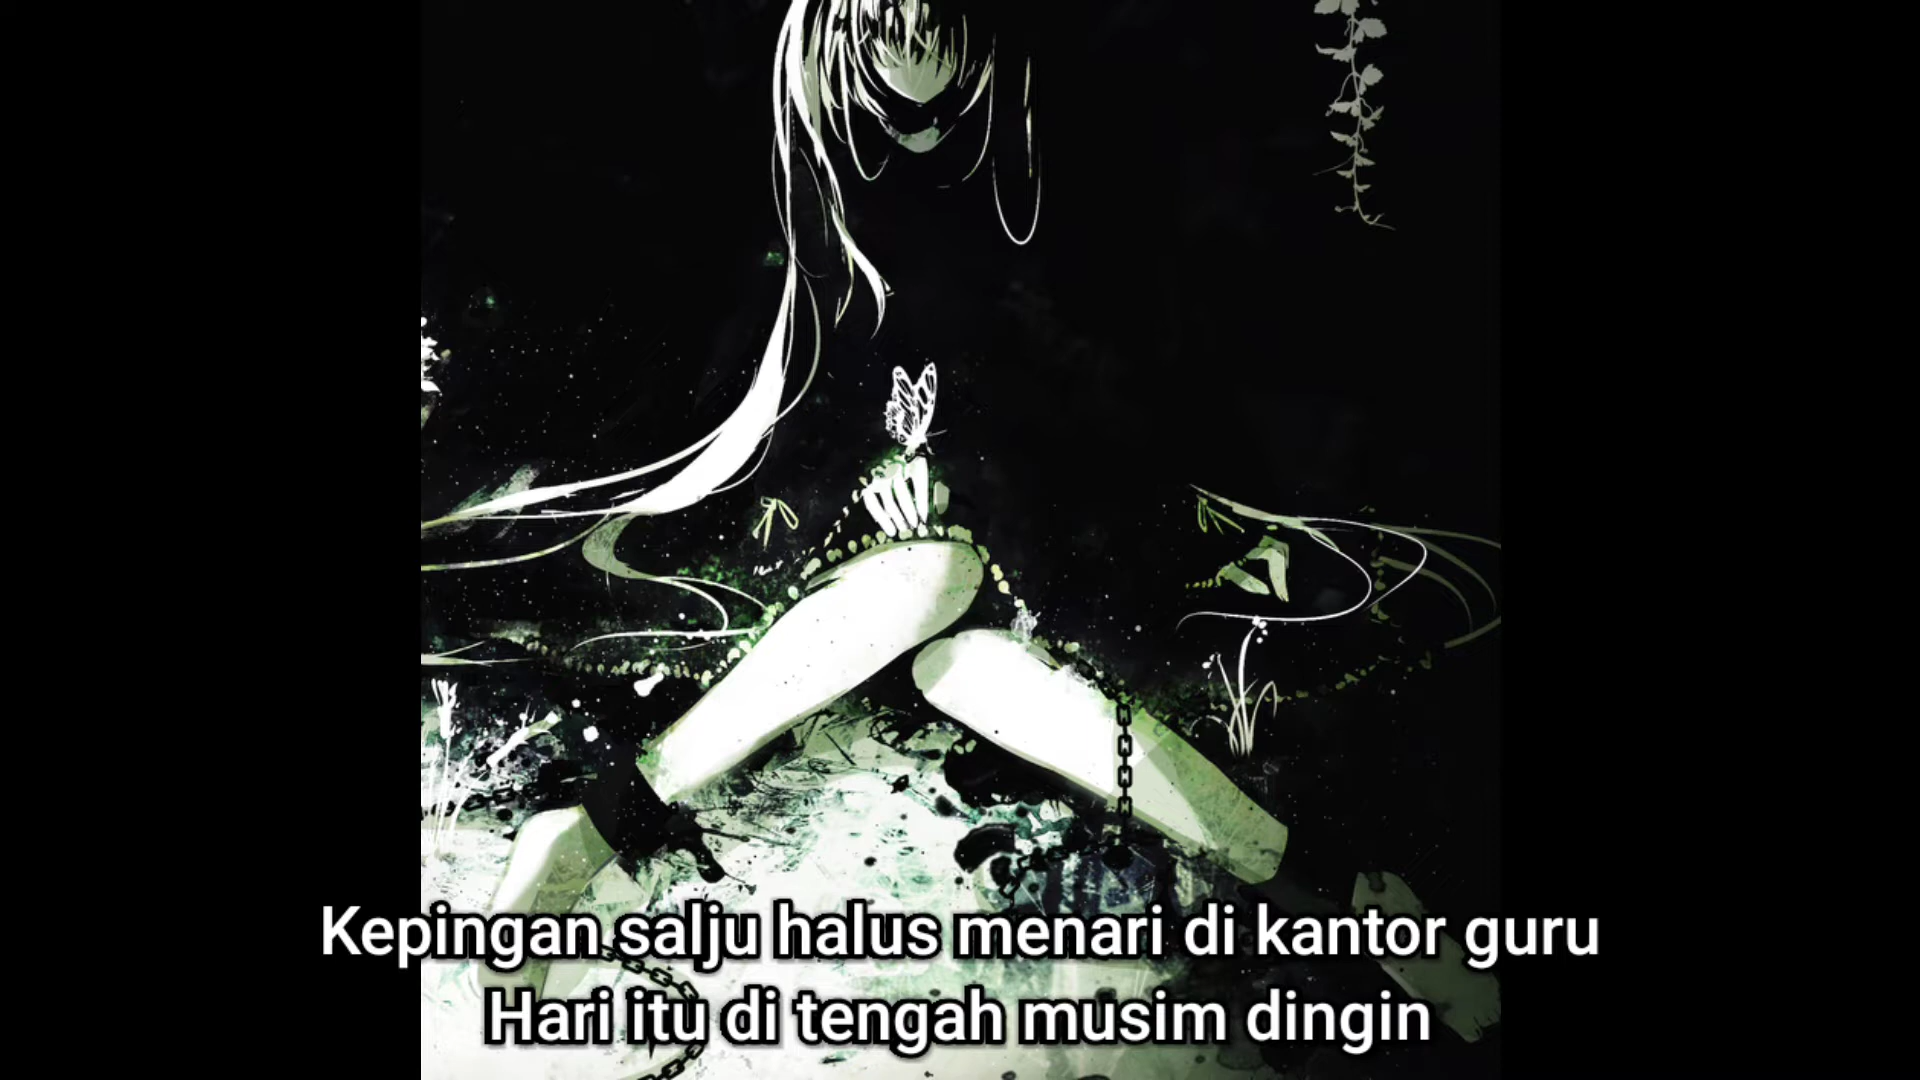 Kepingan salju halus menari di kantor guru
Hari itu di tengah musim dingin